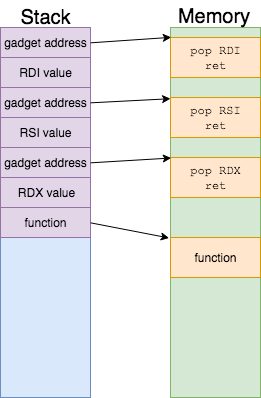 Stack
gadget address
RDI value
gadget address
RSI value
gadget address
RDX value
function
Memory
pop RDI
ret
pop RSI
ret
pop RDX
ret
function